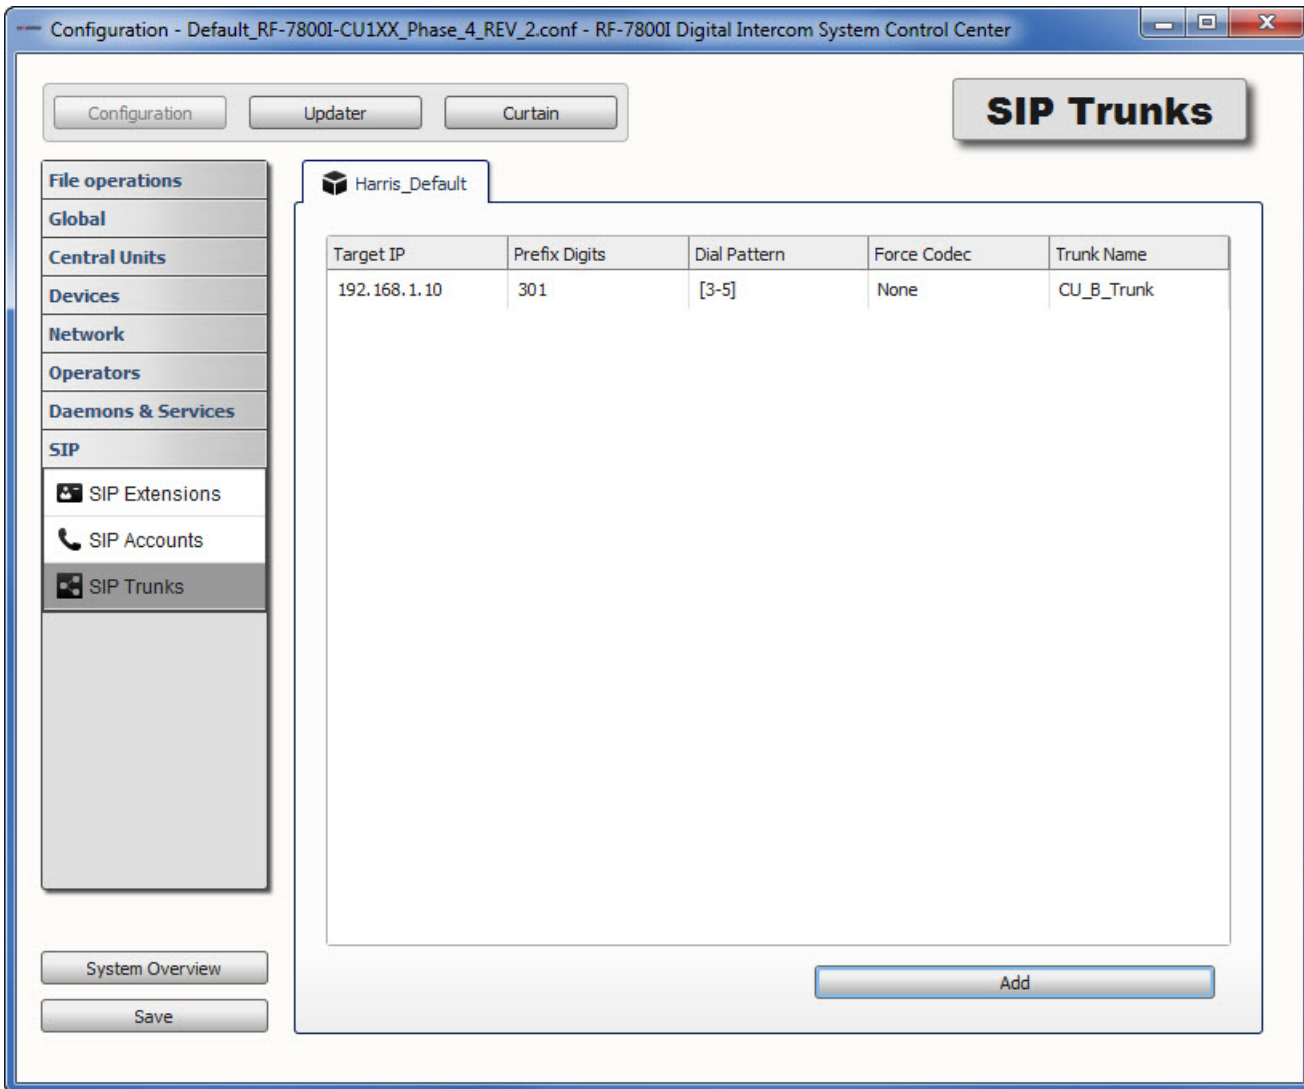 Configuration - Default_RF-7800I-CU1XX_Phase_4_REV_2.conf - RF-7800I Digital Intercom System Control Center
Configuration Updater Curtain
SIP Trunks
File operations
Global
Central Units
Devices
Network
Operators
Daemons & Services
SIP
SIP Extensions
SIP Accounts
SIP Trunks
System Overview
Save
Harris_Default
Target IP Prefix Digits Dial Pattern Force Codec Trunk Name
192.168.1.10 301 [3-5] None CU_B_Trunk
Add